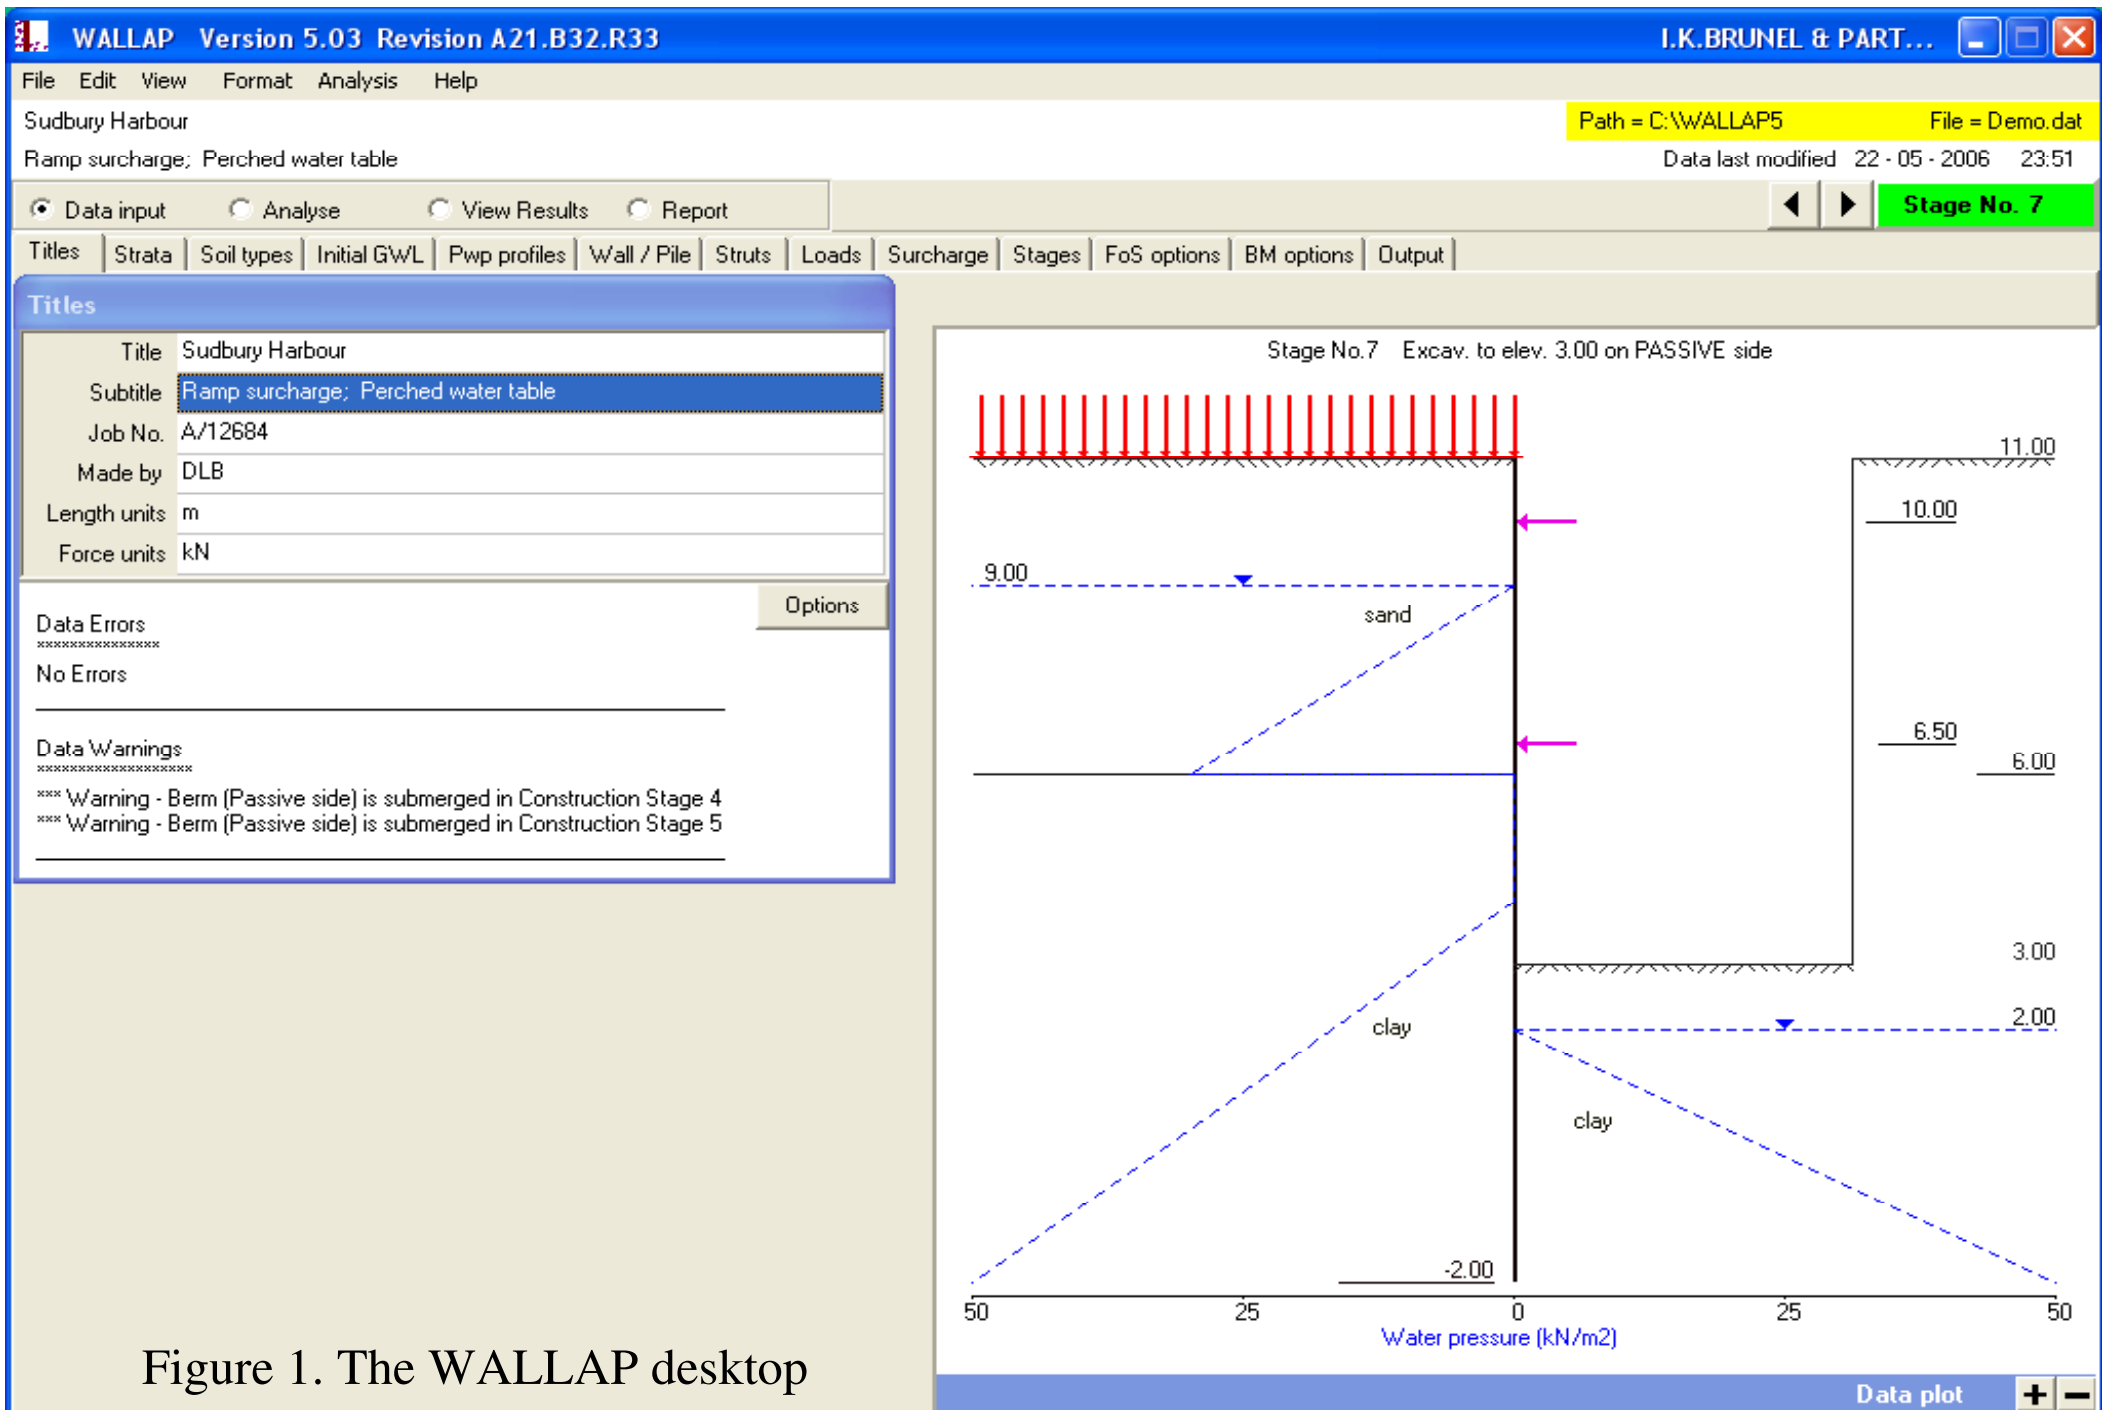 WALLAP Version 5.03 Revision A21.B32.R33 I.K.BRUNEL & PART...
File Edit View Format Analysis Help
Sudbury Harbour Path = C:\WALLAP5 File = Demo.dat
Ramp surcharge; Perched water table Data last modified 22 - 05 - 2006 23:51
Data input Analyse View Results Report Stage No. 7
Titles Strata Soil types Initial GWL Pwp profiles Wall / Pile Struts Loads Surcharge Stages FoS options BM options Output
Titles
Title Sudbury Harbour
Subtitle Ramp surcharge; Perched water table
Job No. A/12684
Made by DLB
Length units m
Force units kN
Options
Data Errors
***************
No Errors
Data Warnings
*******************
*** Warning - Berm (Passive side) is submerged in Construction Stage 4
*** Warning - Berm (Passive side) is submerged in Construction Stage 5
Stage No.7 Excav. to elev. 3.00 on PASSIVE side
11.00
10.00
9.00
sand
6.50
6.00
3.00
2.00
clay
clay
-2.00
50 25 0 25 50
Water pressure (kN/m2)
Data plot
Figure 1. The WALLAP desktop